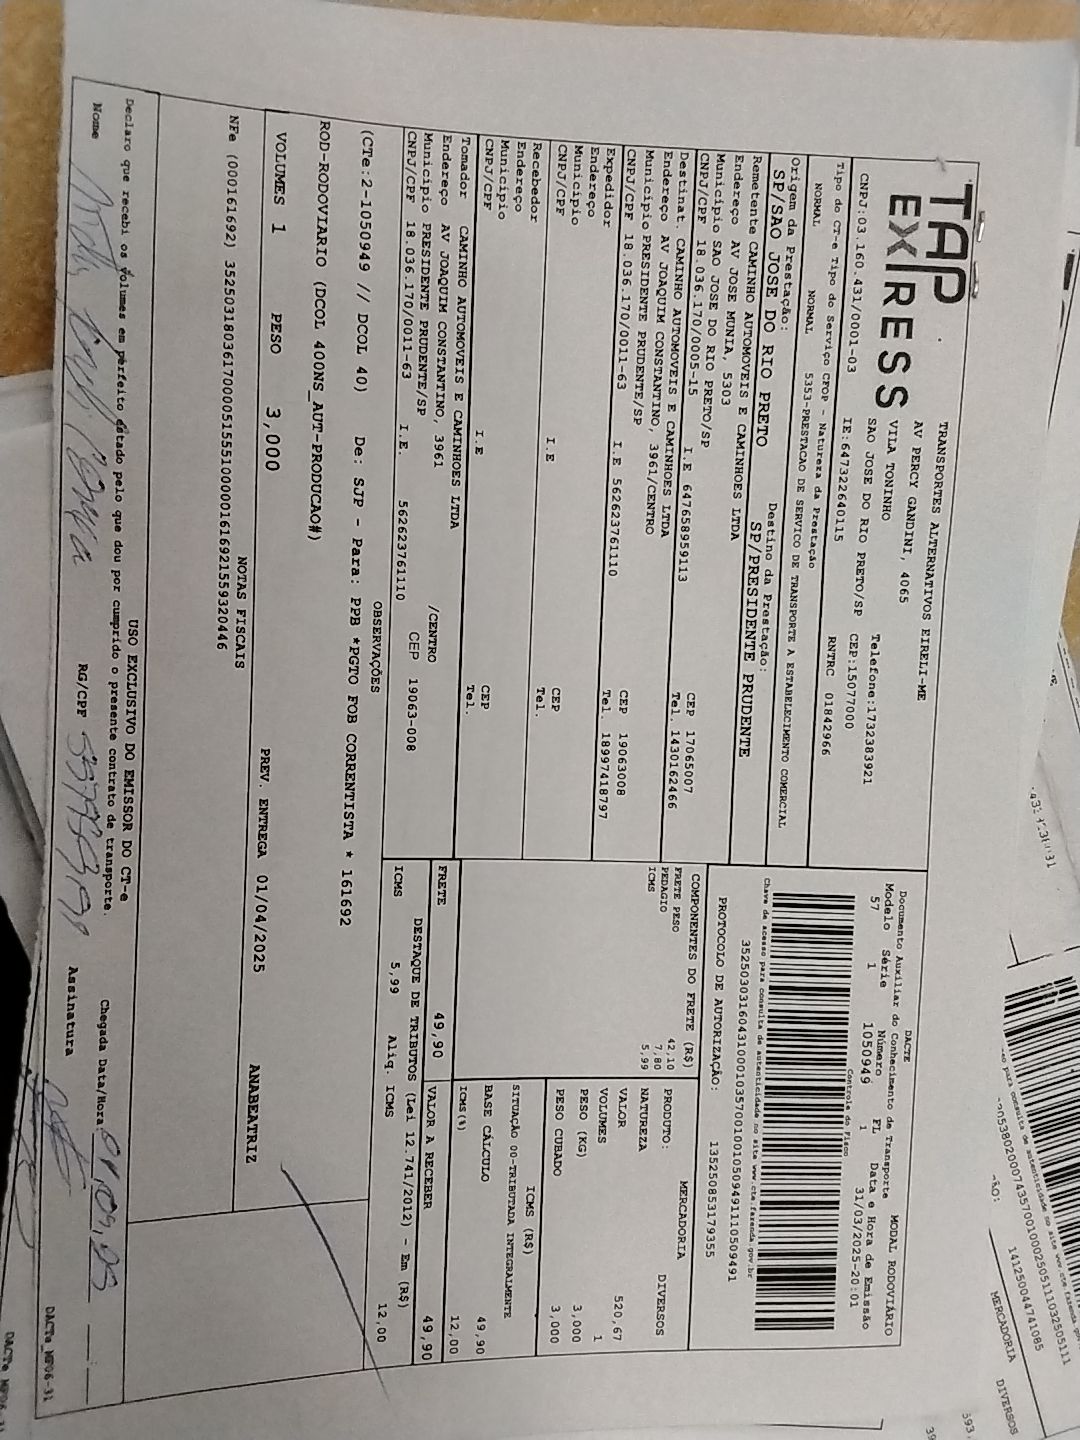 TAP
EXPRESS
TRANSPORTES ALTERNATIVOS EIRELI-ME
AV PERCY GANDINI, 4065
VILA TONINHO
SAO JOSE DO RIO PRETO/SP
Telefone:1732383921
CEP:15077000
CNPJ:03.160.431/0001-03
IE:647322640115
RNTRC 01842966
Tipo do CT-e Tipo do Serviço CFOP - Natureza da Prestação
NORMAL NORMAL 5353-PRESTACAO DE SERVICO DE TRANSPORTE A ESTABELECIMENTO COMERCIAL
Origem da Prestação: Destino da Prestação:
SP/SAO JOSE DO RIO PRETO SP/PRESIDENTE PRUDENTE
Remetente CAMINHO AUTOMOVEIS E CAMINHOES LTDA
Endereço AV JOSE MUNIA, 5303
Município SAO JOSE DO RIO PRETO/SP CEP 17065007
CNPJ/CPF 18.036.170/0005-15 I.E 647658959113 Tel. 1430162466
Destinat. CAMINHO AUTOMOVEIS E CAMINHOES LTDA
Endereço AV JOAQUIM CONSTANTINO, 3961/CENTRO
Município PRESIDENTE PRUDENTE/SP CEP 19063008
CNPJ/CPF 18.036.170/0011-63 I.E 562623761110 Tel. 18997418797
Expedidor
Endereço
Município CEP
CNPJ/CPF I.E Tel.
Recebedor
Endereço
Município CEP
CNPJ/CPF I.E Tel.
Tomador CAMINHO AUTOMOVEIS E CAMINHOES LTDA
Endereço AV JOAQUIM CONSTANTINO, 3961 /CENTRO
Município PRESIDENTE PRUDENTE/SP CEP 19063-008
CNPJ/CPF 18.036.170/0011-63 I.E. 562623761110
DACTE MODAL RODOVIÁRIO
Documento Auxiliar do Conhecimento de Transporte
Modelo Série Número FL Data e Hora de Emissão
57 1 1050949 1 31/03/2025-20:01
Controle do Fisco
Chave de acesso para consulta de autenticidade no site www.cte.fazenda.gov.br
35250303160431000103570010010509491110509491
PROTOCOLO DE AUTORIZAÇÃO: 135250853179355
COMPONENTES DO FRETE (R$)
FRETE PESO 42,10
PEDAGIO 7,80
ICMS 5,99
MERCADORIA
PRODUTO: DIVERSOS
NATUREZA
VALOR 520,67
VOLUMES 1
PESO (KG) 3,000
PESO CUBADO 3,000
ICMS (R$)
SITUAÇÃO 00-TRIBUTADA INTEGRALMENTE
BASE CÁLCULO 49,90
ICMS(%) 12,00
FRETE 49,90 VALOR A RECEBER 49,90
DESTAQUE DE TRIBUTOS (Lei 12.741/2012) - Em (R$)
ICMS 5,99 Aliq. ICMS 12,00
OBSERVAÇÕES
(CTe:2-1050949 // DCOL 40) De: SJP - Para: PPB *PGTO FOB CORRENTISTA * 161692
ROD-RODOVIARIO (DCOL 400NS_AUT-PRODUCAO#)
VOLUMES 1 PESO 3,000 PREV. ENTREGA 01/04/2025 ANABEATRIZ
NOTAS FISCAIS
NFe (000161692) 35250318036170000515551000001616921559320446
USO EXCLUSIVO DO EMISSOR DO CT-e
Declaro que recebi os volumes em perfeito estado pelo que dou por cumprido o presente contrato de transporte.
Chegada Data/Hora
Nome RG/CPF Assinatura
DACTe_MP06-31
141250044741085
MERCADORIA DIVERSOS